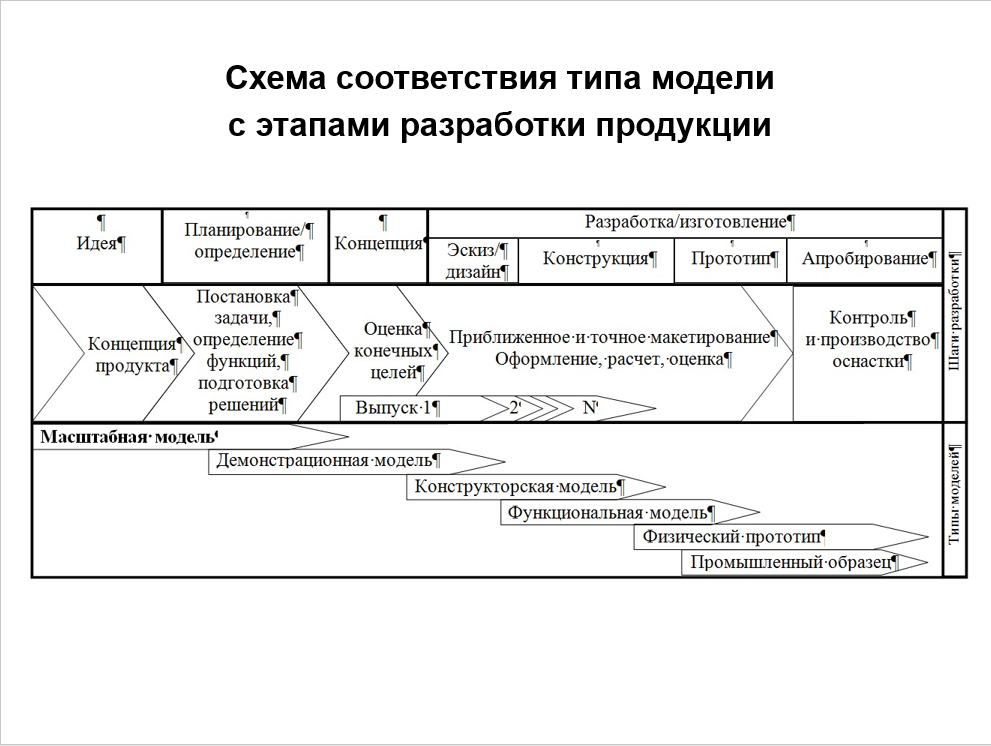 Схема соответствия типа модели
с этапами разработки продукции
¶
Идея¶
¶
Планирование/¶
определение¶
¶
Концепция¶
Разработка/изготовление¶
Эскиз/¶
дизайн¶
¶
Конструкция¶
¶
Прототип¶
¶
Апробирование¶
Шаги·разработки¶
Концепция¶
продукта¶
Постановка¶
задачи,¶
определение¶
функций,¶
подготовка¶
решений¶
Оценка¶
конечных¶
целей¶
Приближенное·и·точное·макетирование¶
Оформление,·расчет,·оценка¶
Контроль¶
и·производство¶
оснастки¶
Выпуск·1¶
2¶
N¶
Масштабная·модель¶
Демонстрационная·модель¶
Конструкторская·модель¶
Функциональная·модель¶
Физический·прототип¶
Промышленный·образец¶
Типы·моделей¶